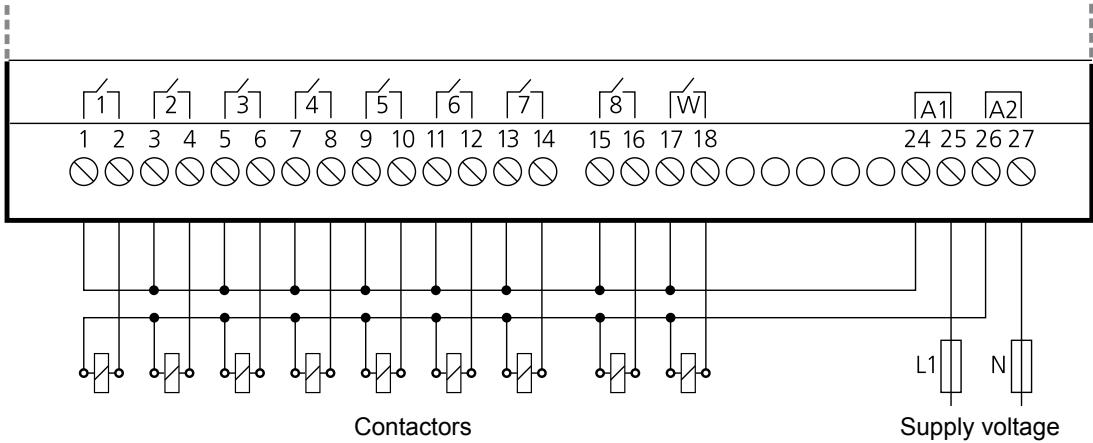 1 2 3 4 5 6 7 8 W A1 A2
1 2 3 4 5 6 7 8 9 10 11 12 13 14 15 16 17 18 24 25 26 27
L1 N
Contactors Supply voltage